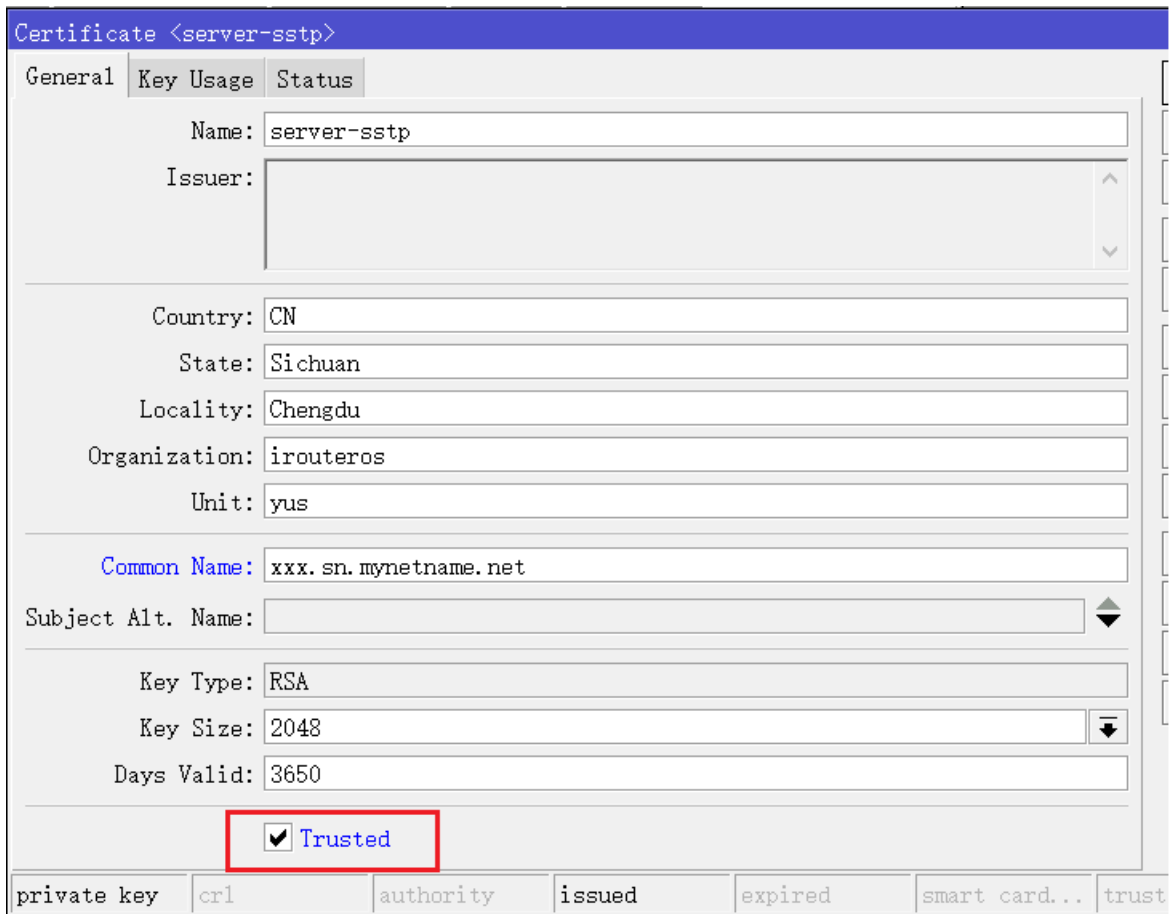 Certificate <server-sstp>
General Key Usage Status
Name: server-sstp
Issuer:
Country: CN
State: Sichuan
Locality: Chengdu
Organization: irouteros
Unit: yus
Common Name: xxx.sn.mynetname.net
Subject Alt. Name:
Key Type: RSA
Key Size: 2048
Days Valid: 3650
Trusted
private key crl authority issued expired smart card... trust